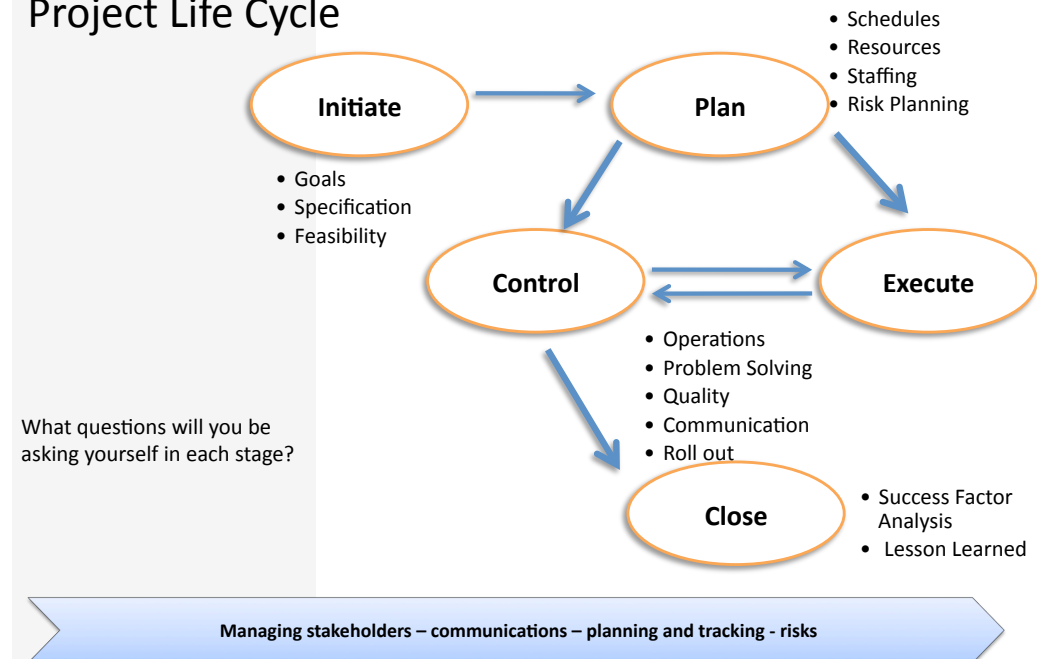 Project Life Cycle
• Schedules
• Resources
• Staffing
• Risk Planning
Initiate
Plan
• Goals
• Specification
• Feasibility
Control
Execute
• Operations
• Problem Solving
• Quality
• Communication
• Roll out
What questions will you be
asking yourself in each stage?
Close
• Success Factor
Analysis
• Lesson Learned
Managing stakeholders – communications – planning and tracking - risks